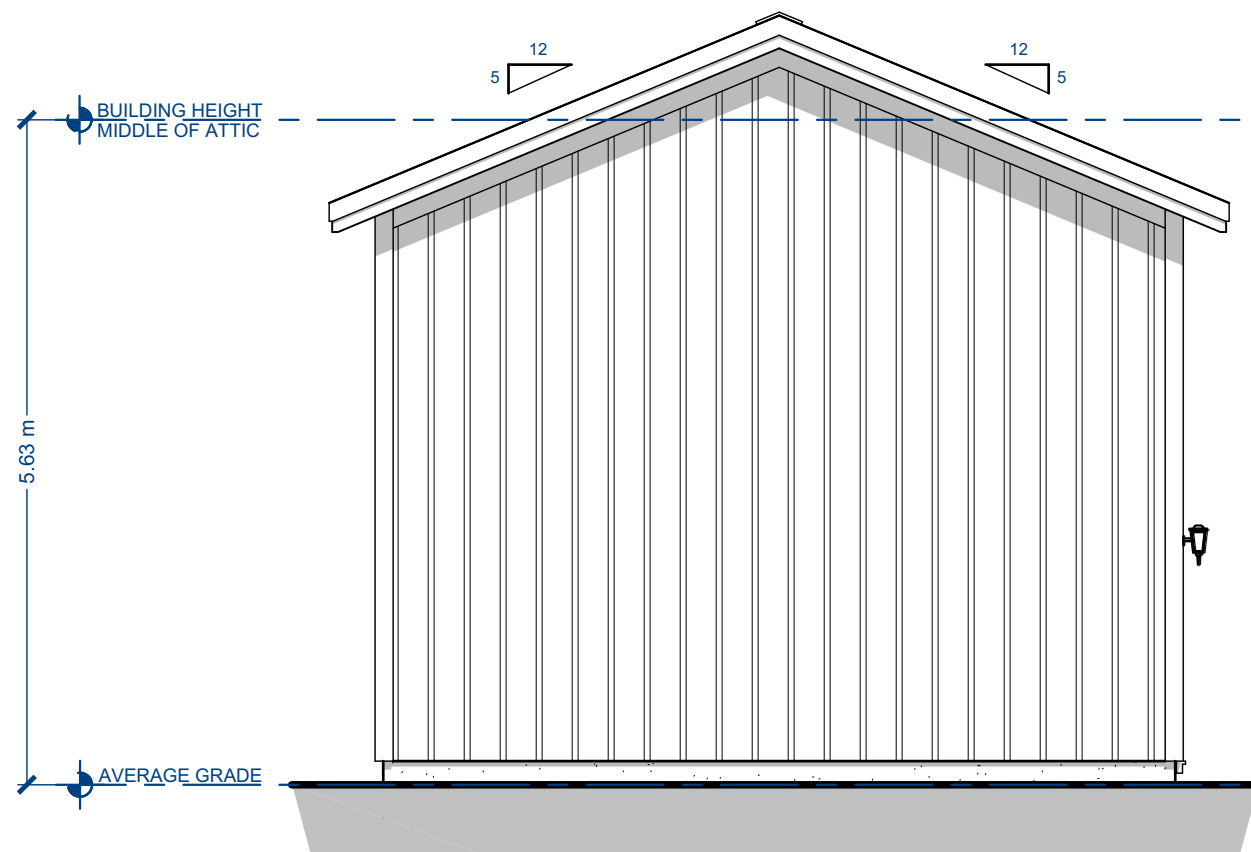 12
12
5
5
BUILDING HEIGHT
MIDDLE OF ATTIC
5.63 m
AVERAGE GRADE